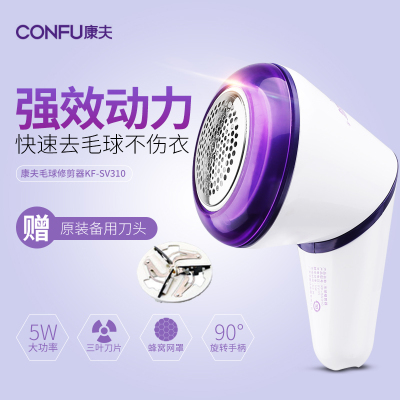 CONFU康夫
强效动力
快速去毛球不伤衣
康夫毛球修剪器KF-SV310
赠 原装备用刀头
5W
大功率
三叶刀片
蜂窝网罩
90°
旋转手柄